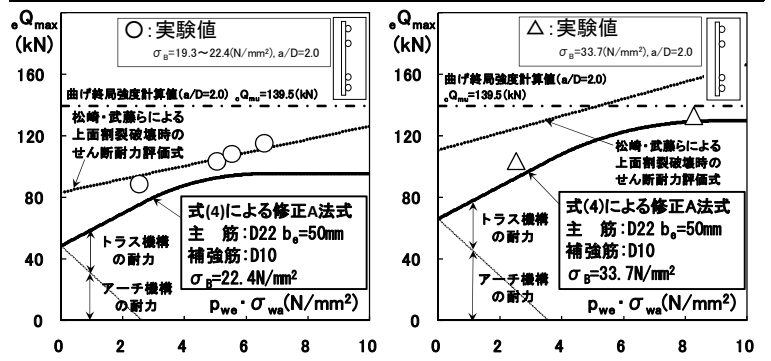 eQmax
(kN)
160
120
80
40
0
○:実験値
σB=19.3～22.4(N/mm²), a/D=2.0
曲げ終局強度計算値(a/D=2.0) cQmu=139.5(kN)
松崎・武藤らによる
上面割裂破壊時の
せん断耐力評価式
トラス機構
の耐力
アーチ機構
の耐力
式(4)による修正A法式
主　筋:D22 be=50mm
補強筋:D10
σB=22.4N/mm²
pwe・σwa(N/mm²)
0 2 4 6 8 10
eQmax
(kN)
160
120
80
40
0
△:実験値
σB=33.7(N/mm²), a/D=2.0
曲げ終局強度計算値(a/D=2.0)
cQmu=139.5(kN)
松崎・武藤らによる
上面割裂破壊時の
せん断耐力評価式
トラス機構
の耐力
アーチ機構
の耐力
式(4)による修正A法式
主　筋:D22 be=50mm
補強筋:D10
σB=33.7N/mm²
pwe・σwa(N/mm²)
0 2 4 6 8 10